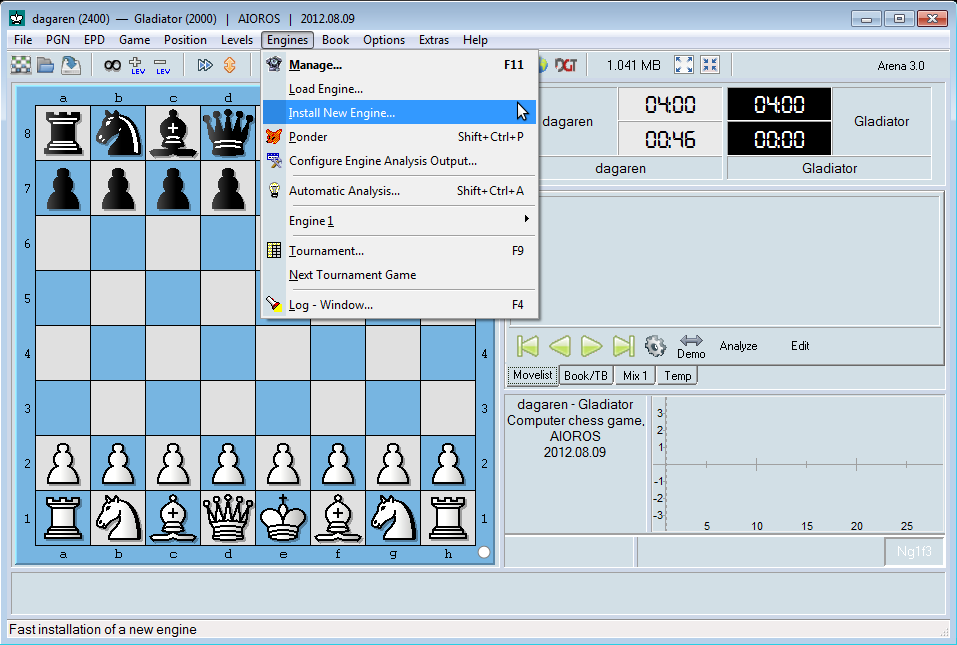 dagaren (2400) — Gladiator (2000) | AIOROS | 2012.08.09
File PGN EPD Game Position Levels Engines Book Options Extras Help
LEV LEV DGT 1.041 MB Arena 3.0
Manage... F11
Load Engine...
Install New Engine...
Ponder Shift+Ctrl+P
Configure Engine Analysis Output...
Automatic Analysis... Shift+Ctrl+A
Engine 1
Tournament... F9
Next Tournament Game
Log - Window... F4
a b c d
8
7
6
5
4 4
3 3
2 2
1 1
a b c d e f g h
dagaren 04:00 04:00 Gladiator
00:46 00:00
dagaren Gladiator
Demo Analyze Edit
Movelist Book/TB Mix 1 Temp
dagaren - Gladiator
Computer chess game,
AIOROS
2012.08.09
3
2
1
-1
-2
-3
5 10 15 20 25
Ng1f3
Fast installation of a new engine